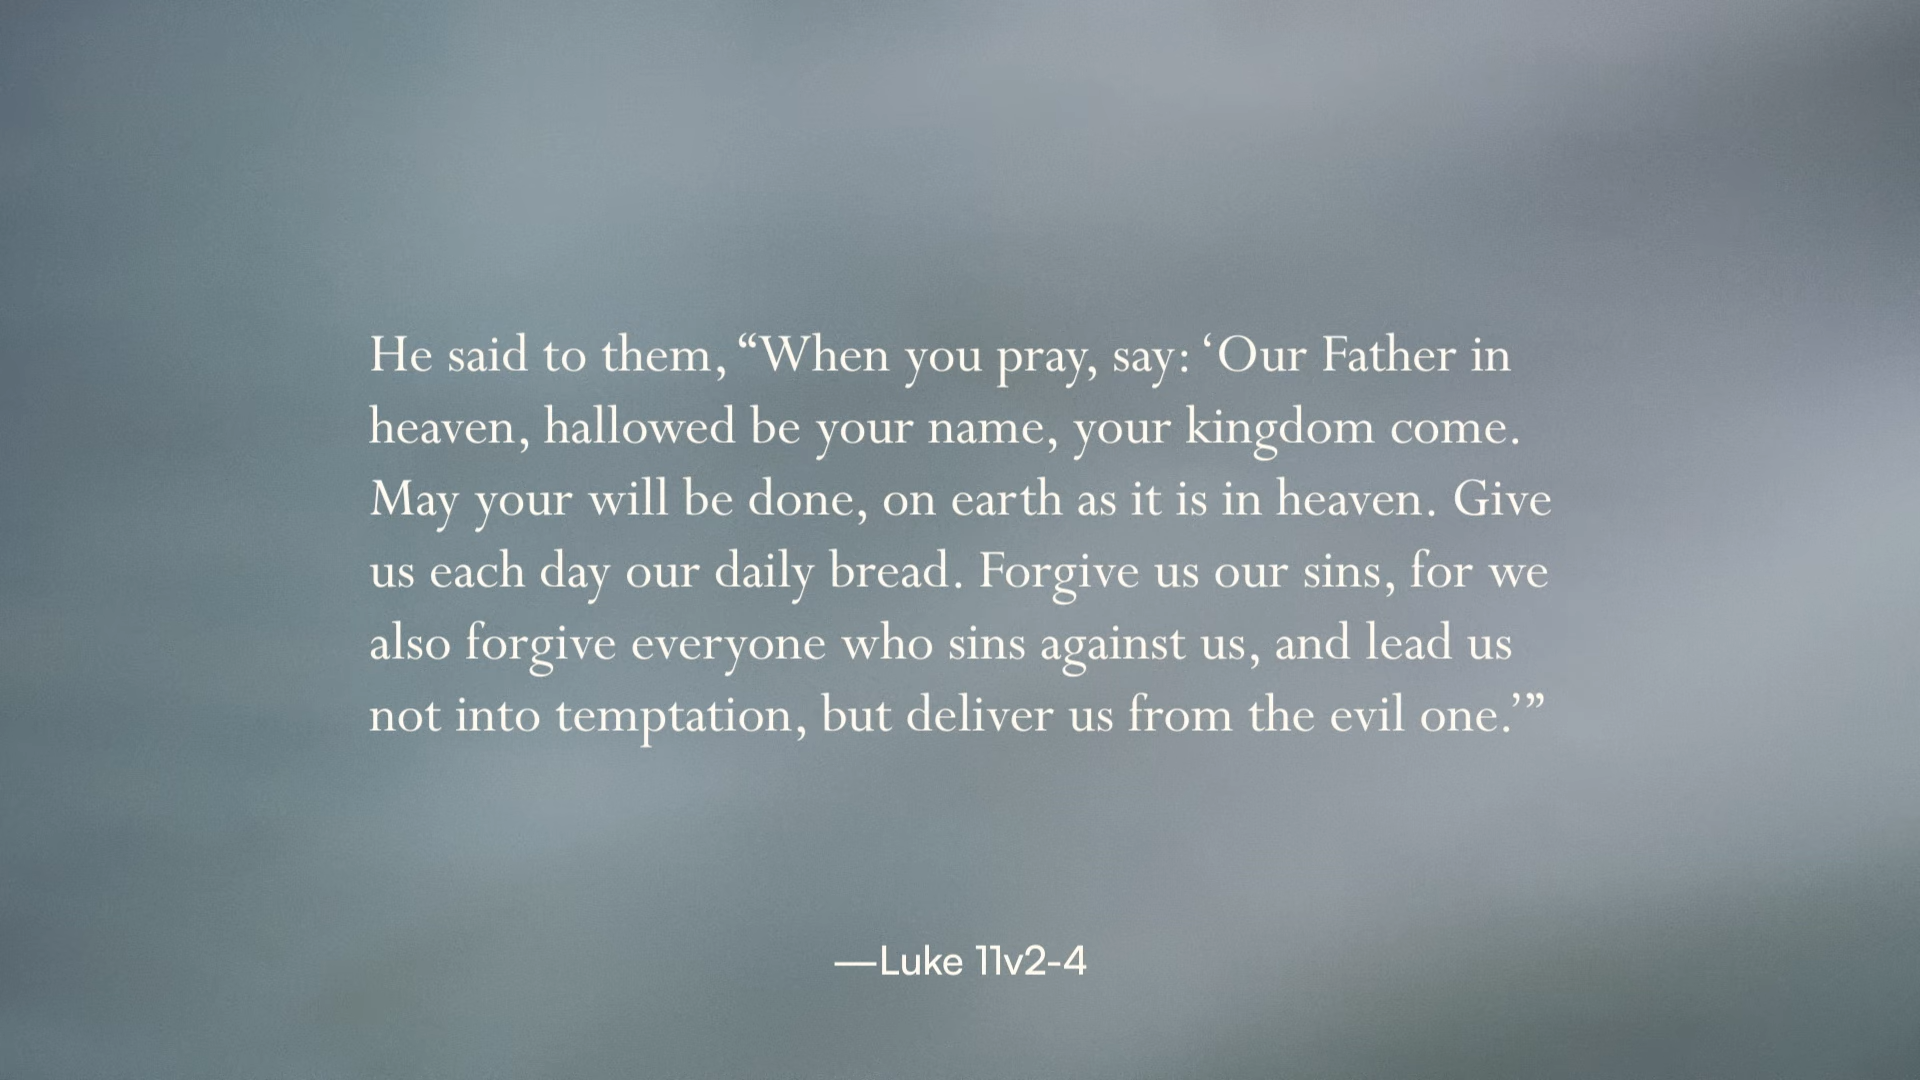 He said to them, “When you pray, say: ‘Our Father in
heaven, hallowed be your name, your kingdom come.
May your will be done, on earth as it is in heaven. Give
us each day our daily bread. Forgive us our sins, for we
also forgive everyone who sins against us, and lead us
not into temptation, but deliver us from the evil one.’”
—Luke 11v2-4